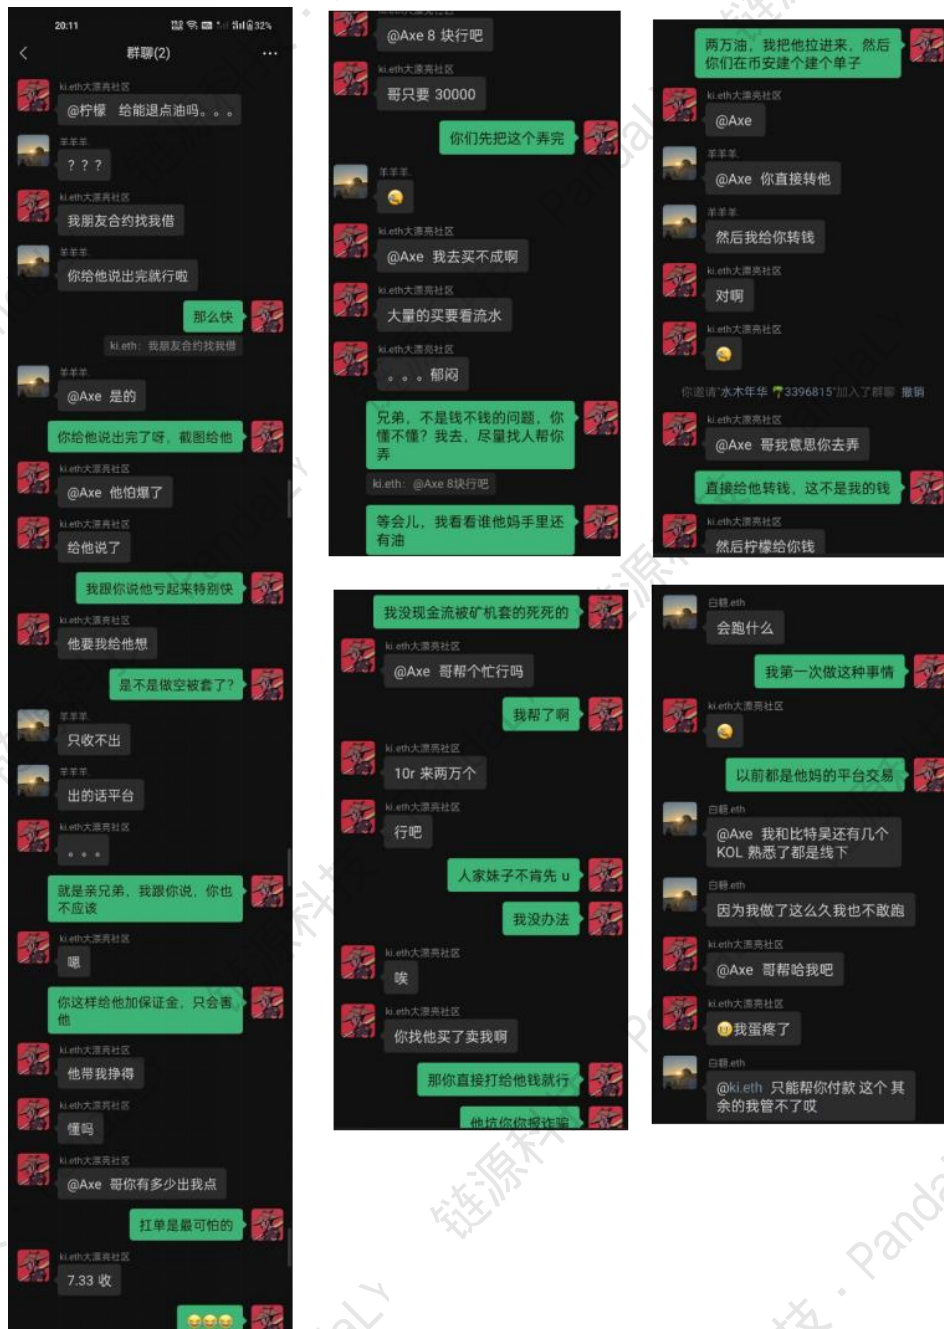 20:11
32%
群聊(2)
ki.eth大漂亮社区
@柠檬 给能退点油吗。。。
羊羊羊.
？？？
ki.eth大漂亮社区
我朋友合约找我借
羊羊羊.
你给他说出完就行啦
那么快
ki.eth: 我朋友合约找我借
羊羊羊.
@Axe 是的
你给他说出完了呀，截图给他
ki.eth大漂亮社区
@Axe 他怕爆了
ki.eth大漂亮社区
给他说了
我跟你说他亏起来特别快
ki.eth大漂亮社区
他要我给他想
是不是做空被套了？
羊羊羊.
只收不出
羊羊羊.
出的话平台
ki.eth大漂亮社区
。。。
就是亲兄弟，我跟你说，你也
不应该
ki.eth大漂亮社区
嗯
你这样给他加保证金，只会害
他
ki.eth大漂亮社区
他带我挣得
ki.eth大漂亮社区
懂吗
ki.eth大漂亮社区
@Axe 哥你有多少出我点
扛单是最可怕的
ki.eth大漂亮社区
7.33 收
@Axe 8 块行吧
ki.eth大漂亮社区
哥只要 30000
你们先把这个弄完
羊羊羊.
ki.eth大漂亮社区
@Axe 我去买不成啊
ki.eth大漂亮社区
大量的买要看流水
ki.eth大漂亮社区
。。。郁闷
兄弟，不是钱不钱的问题，你
懂不懂？我去，尽量找人帮你
弄
ki.eth: @Axe 8块行吧
等会儿，我看看谁他妈手里还
有油
两万油，我把他拉进来，然后
你们在币安建个建个单子
ki.eth大漂亮社区
@Axe
羊羊羊.
@Axe 你直接转他
羊羊羊.
然后我给你转钱
ki.eth大漂亮社区
对啊
ki.eth大漂亮社区
你邀请"水木年华 3396815"加入了群聊 撤销
ki.eth大漂亮社区
@Axe 哥我意思你去弄
直接给他转钱，这不是我的钱
ki.eth大漂亮社区
然后柠檬给你钱
我没现金流被矿机套的死死的
ki.eth大漂亮社区
@Axe 哥帮个忙行吗
我帮了啊
ki.eth大漂亮社区
10r 来两万个
ki.eth大漂亮社区
行吧
人家妹子不肯先 u
我没办法
ki.eth大漂亮社区
唉
ki.eth大漂亮社区
你找他买了卖我啊
那你直接打给他钱就行
他坑你你报诈骗
白糖.eth
会跑什么
我第一次做这种事情
ki.eth大漂亮社区
以前都是他妈的平台交易
白糖.eth
@Axe 我和比特吴还有几个
KOL 熟悉了都是线下
白糖.eth
因为我做了这么久我也不敢跑
ki.eth大漂亮社区
@Axe 哥帮哈我吧
ki.eth大漂亮社区
我蛋疼了
白糖.eth
@ki.eth 只能帮你付款 这个 其
余的我管不了哎
链源科技 · PandaLY